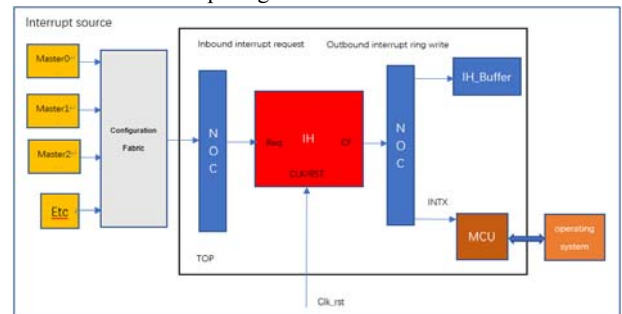 Interrupt source
Inbound interrupt request
Outbound interrupt ring write
Master0
Master1
Master2
Etc
Configuration
Fabric
N
O
C
Req
IH
CF
CLK/RST
N
O
C
IH_Buffer
INTX
MCU
operating
system
TOP
Clk_rst